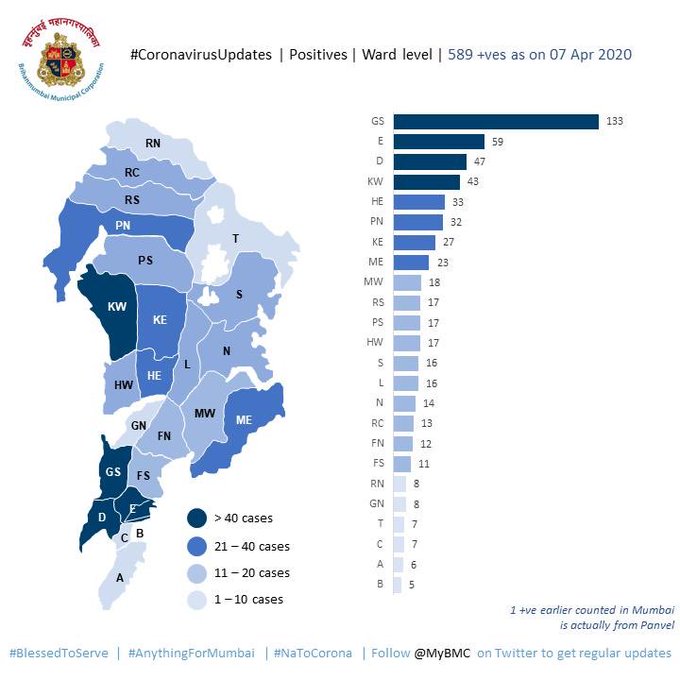 बृहन्मुंबई महानगरपालिका
Brihanmumbai Municipal Corporation
#CoronavirusUpdates | Positives | Ward level | 589 +ves as on 07 Apr 2020
RN
RC
RS
PN
T
PS
S
KW
KE
N
L
HE
HW
MW
ME
GN
FN
GS
FS
E
D
B
C
A
> 40 cases
21 – 40 cases
11 – 20 cases
1 – 10 cases
GS 133
E 59
D 47
KW 43
HE 33
PN 32
KE 27
ME 23
MW 18
RS 17
PS 17
HW 17
S 16
L 16
N 14
RC 13
FN 12
FS 11
RN 8
GN 8
T 7
C 7
A 6
B 5
1 +ve earlier counted in Mumbai
is actually from Panvel
#BlessedToServe | #AnythingForMumbai | #NaToCorona | Follow @MyBMC on Twitter to get regular updates